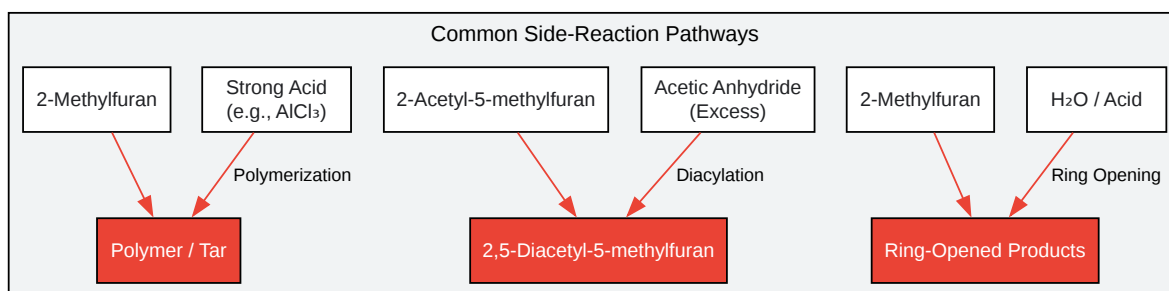 Common Side-Reaction Pathways
2-Methylfuran
Strong Acid
(e.g., AlCl₃)
2-Acetyl-5-methylfuran
Acetic Anhydride
(Excess)
2-Methylfuran
H₂O / Acid
Polymerization
Diacylation
Ring Opening
Polymer / Tar
2,5-Diacetyl-5-methylfuran
Ring-Opened Products